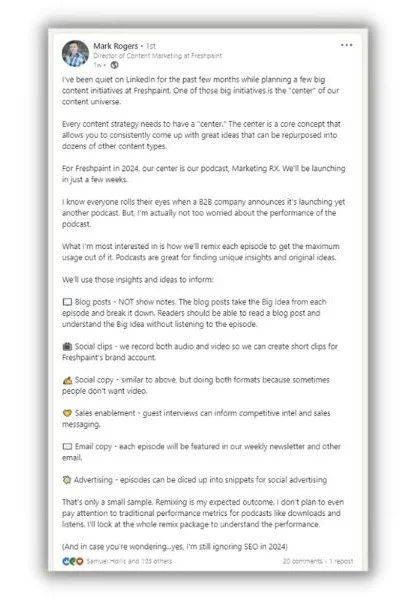 Mark Rogers • 1st
Director of Content Marketing at Freshpaint
1w •
I've been quiet on LinkedIn for the past few months while planning a few big
content initiatives at Freshpaint. One of those big initiatives is the "center" of our
content universe.
Every content strategy needs to have a "center." The center is a core concept that
allows you to consistently come up with great ideas that can be repurposed into
dozens of other content types.
For Freshpaint in 2024, our center is our podcast, Marketing RX. We'll be launching
in just a few weeks.
I know everyone rolls their eyes when a B2B company announces it's launching yet
another podcast. But, I'm actually not too worried about the performance of the
podcast.
What I'm most interested in is how we'll remix each episode to get the maximum
usage out of it. Podcasts are great for finding unique insights and original ideas.
We'll use those insights and ideas to inform:
Blog posts - NOT show notes. The blog posts take the Big Idea from each
episode and break it down. Readers should be able to read a blog post and
understand the Big Idea without listening to the episode.
Social clips - we record both audio and video so we can create short clips for
Freshpaint's brand account.
Social copy - similar to above, but doing both formats because sometimes
people don't want video.
Sales enablement - guest interviews can inform competitive intel and sales
messaging.
Email copy - each episode will be featured in our weekly newsletter and other
email.
Advertising - episodes can be diced up into snippets for social advertising
That's only a small sample. Remixing is my expected outcome. I don't plan to even
pay attention to traditional performance metrics for podcasts like downloads and
listens. I'll look at the whole remix package to understand the performance.
(And in case you're wondering...yes, I'm still ignoring SEO in 2024)
Samuel Hollis and 105 others
20 comments • 1 repost